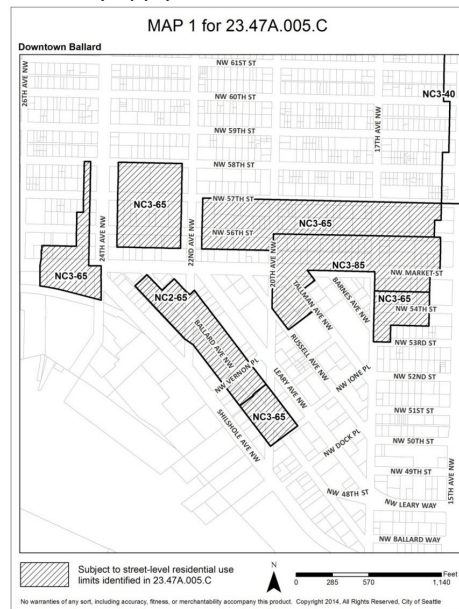 MAP 1 for 23.47A.005.C
Downtown Ballard
NW 61ST ST
26TH AVE NW
NC3-40
NW 60TH ST
17TH AVE NW
NW 59TH ST
NW 58TH ST
NW 57TH ST
NC3-65
NC3-65
24TH AVE NW
22ND AVE NW
NW 56TH ST
20TH AVE NW
NC3-85
NC3-65
NW MARKET ST
NC2-65
TALLMAN AVE NW
BARNES AVE NW
NC3-65
NW 54TH ST
BALLARD AVE NW
RUSSELL AVE NW
NW 53RD ST
NW VERNON PL
LEARY AVE NW
NW IONE PL
NW 52ND ST
NC3-65
NW 51ST ST
SHILSHOLE AVE NW
NW DOCK PL
NW 50TH ST
15TH AVE NW
NW 49TH ST
NW 48TH ST
NW LEARY WAY
NW BALLARD WAY
Subject to street-level residential use
limits identified in 23.47A.005.C
N
Feet
0 285 570 1,140
No warranties of any sort, including accuracy, fitness, or merchantability accompany this product. Copyright 2014, All Rights Reserved, City of Seattle